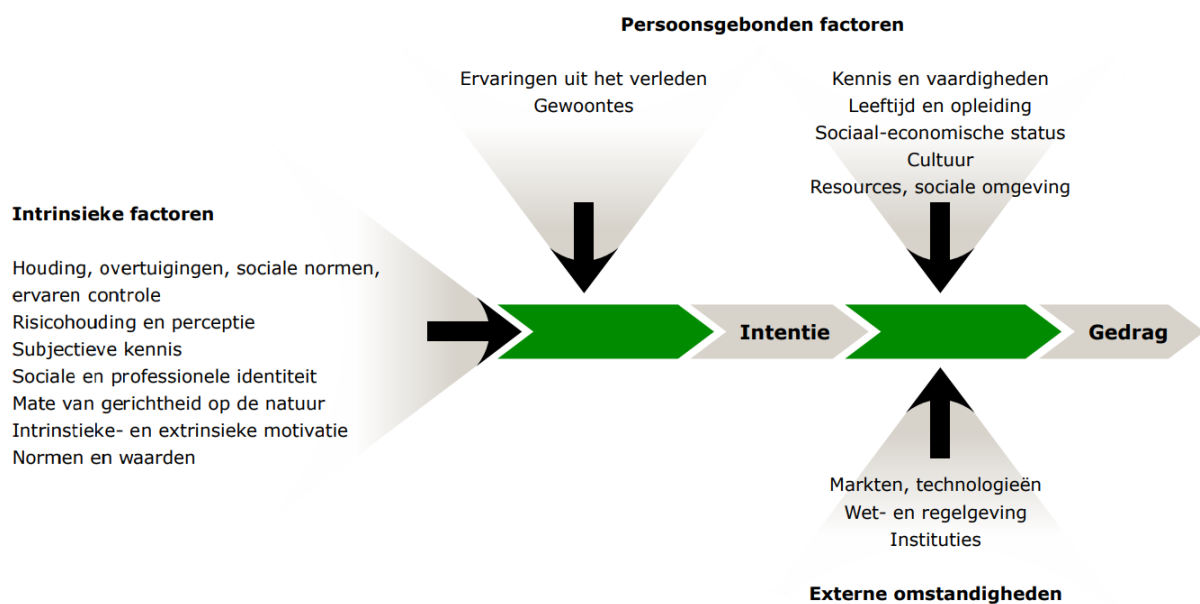 Persoonsgebonden factoren
Ervaringen uit het verleden
Gewoontes
Kennis en vaardigheden
Leeftijd en opleiding
Sociaal-economische status
Cultuur
Resources, sociale omgeving
Intrinsieke factoren
Houding, overtuigingen, sociale normen,
ervaren controle
Risicohouding en perceptie
Subjectieve kennis
Sociale en professionele identiteit
Mate van gerichtheid op de natuur
Intrinstieke- en extrinsieke motivatie
Normen en waarden
Intentie
Gedrag
Markten, technologieën
Wet- en regelgeving
Instituties
Externe omstandigheden